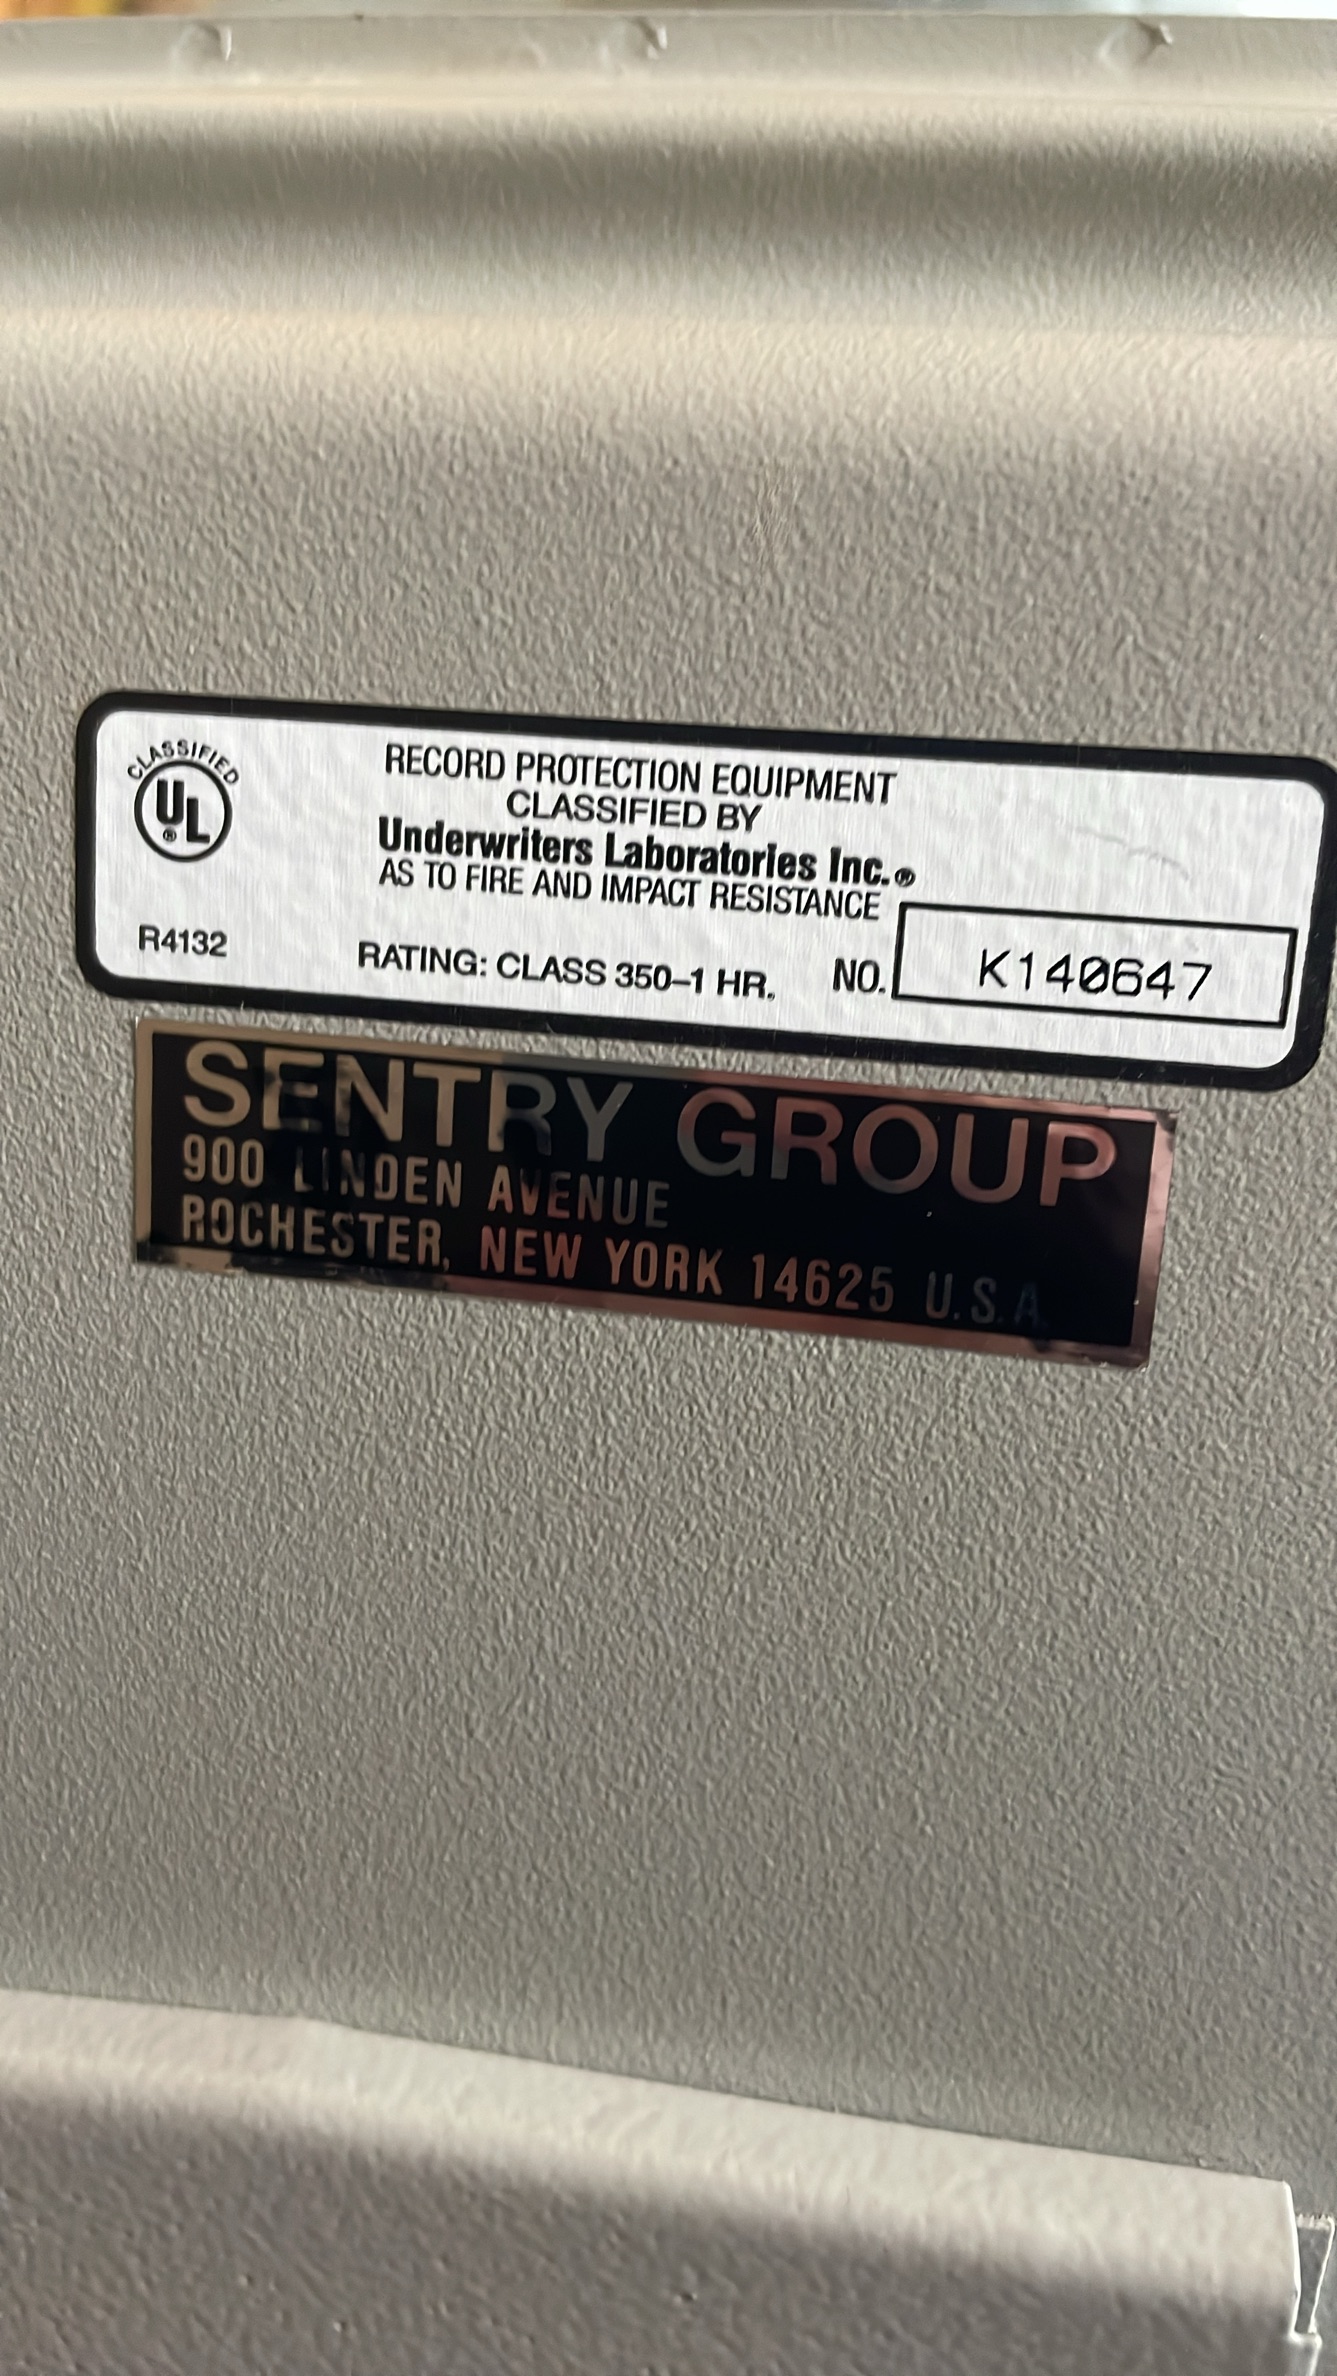 CLASSIFIED
UL®
R4132
RECORD PROTECTION EQUIPMENT
CLASSIFIED BY
Underwriters Laboratories Inc.®
AS TO FIRE AND IMPACT RESISTANCE
RATING: CLASS 350–1 HR. NO. K140647
SENTRY GROUP
900 LINDEN AVENUE
ROCHESTER, NEW YORK 14625 U.S.A.